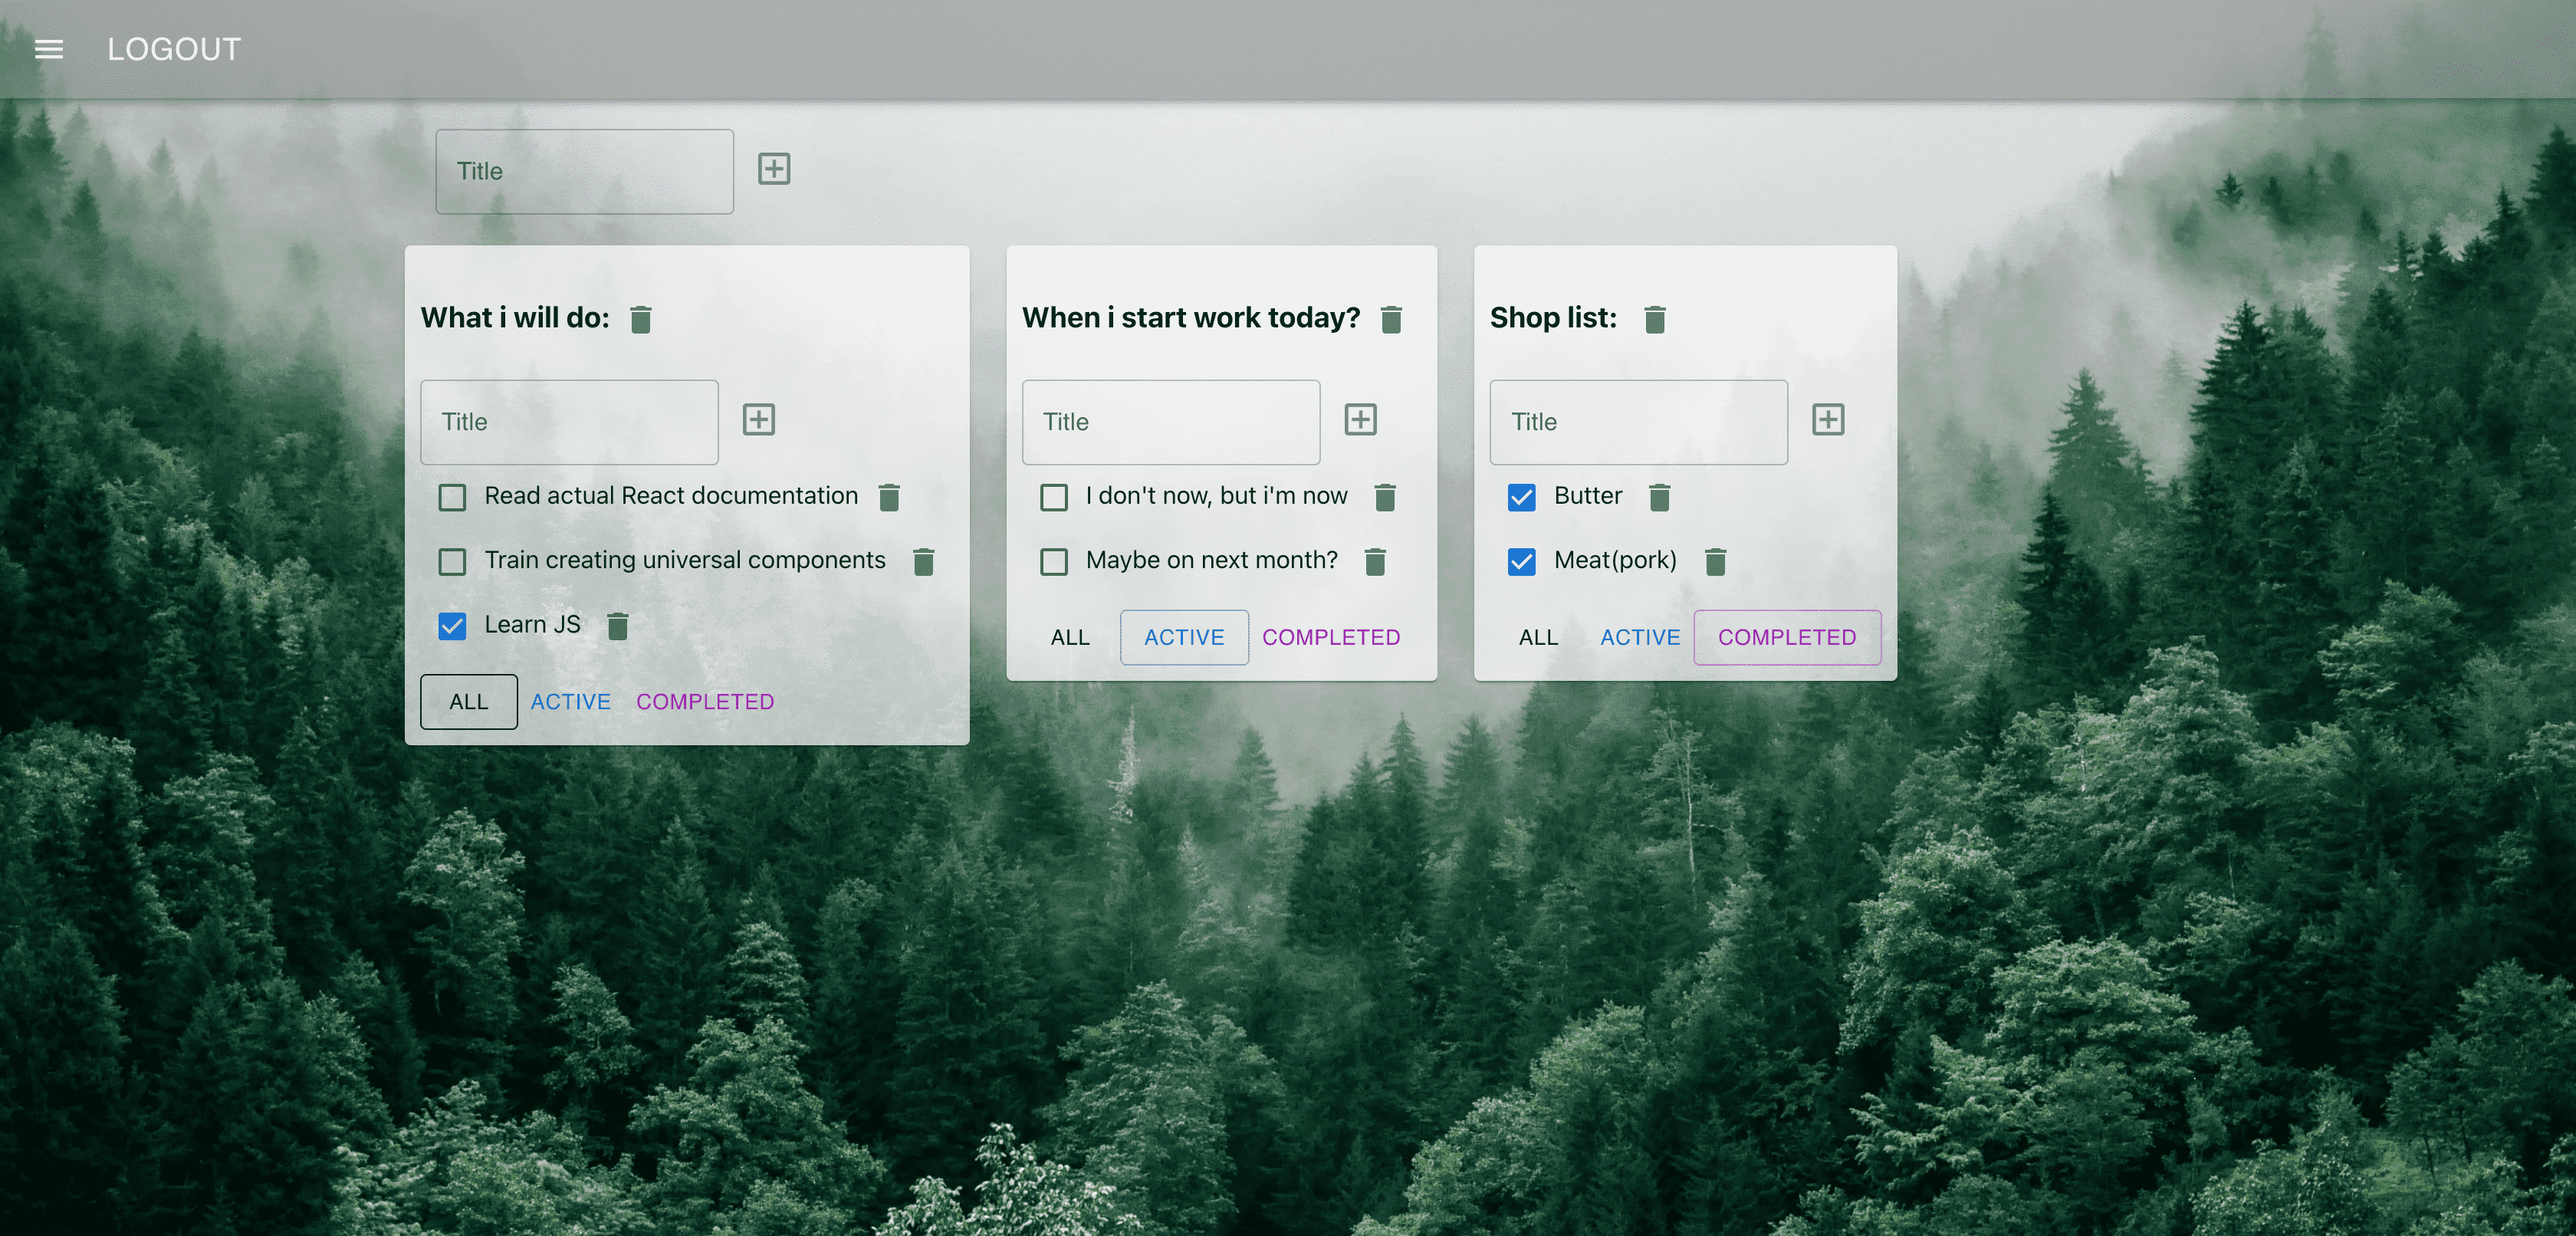 LOGOUT
Title
What i will do:
Title
Read actual React documentation
Train creating universal components
Learn JS
ALL ACTIVE COMPLETED
When i start work today?
Title
I don't now, but i'm now
Maybe on next month?
ALL ACTIVE COMPLETED
Shop list:
Title
Butter
Meat(pork)
ALL ACTIVE COMPLETED